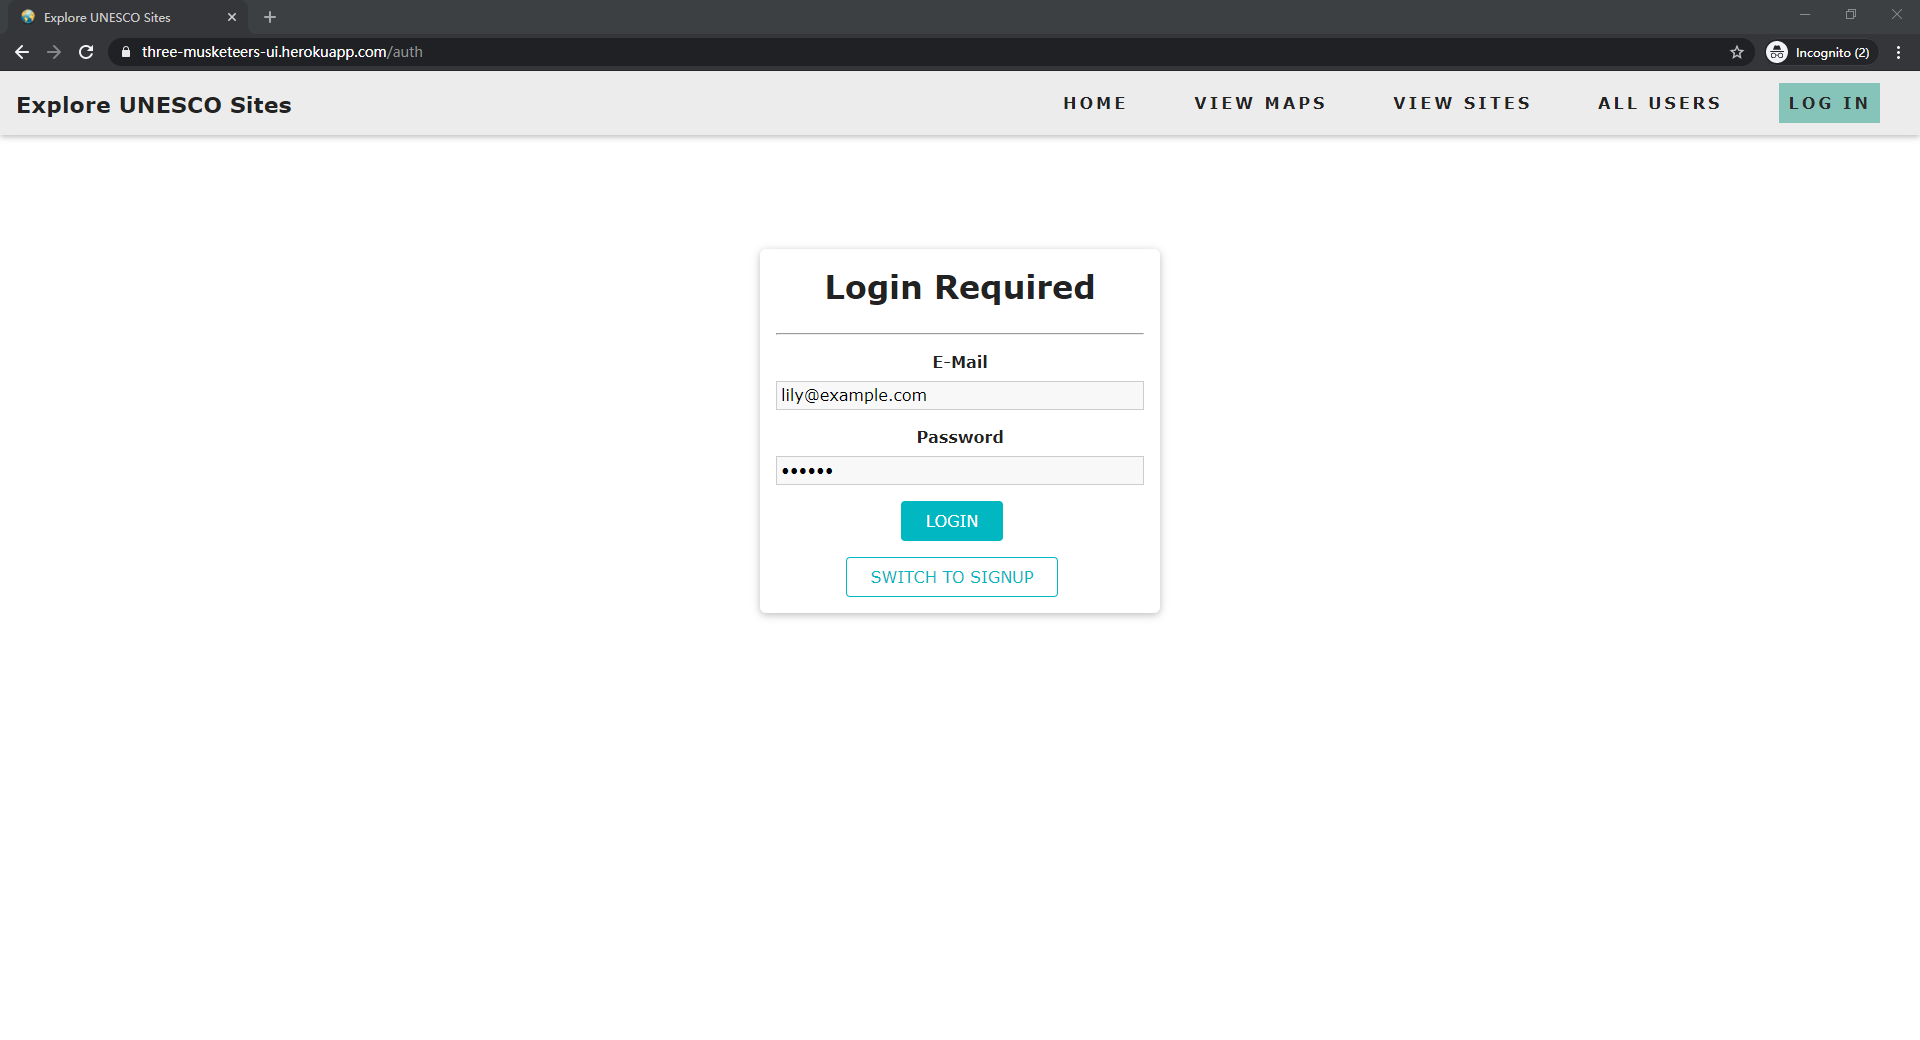 Explore UNESCO Sites
three-musketeers-ui.herokuapp.com/auth
Incognito (2)
Explore UNESCO Sites
HOME
VIEW MAPS
VIEW SITES
ALL USERS
LOG IN
Login Required
E-Mail
lily@example.com
Password
••••••
LOGIN
SWITCH TO SIGNUP